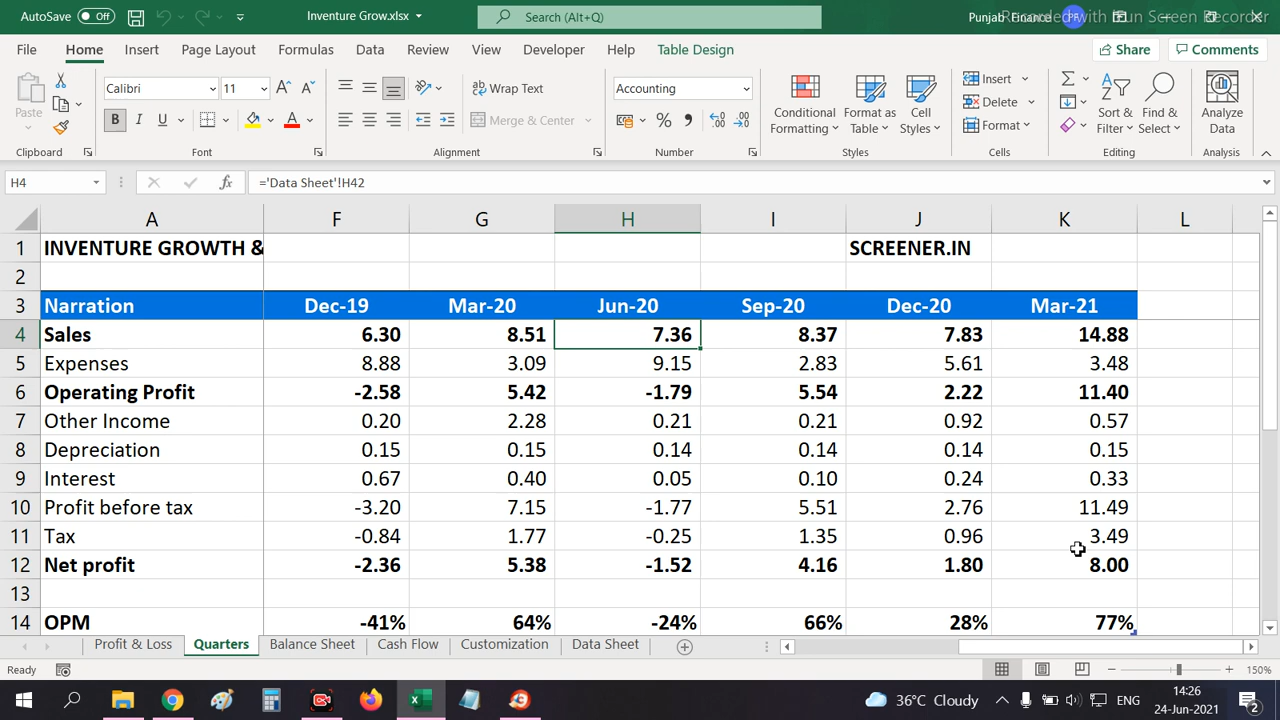 AutoSave Off
Inventure Grow.xlsx
Search (Alt+Q)
Punjab Finance PF
Recorded with iFun Screen Recorder
File Home Insert Page Layout Formulas Data Review View Developer Help Table Design Share Comments
Paste
Calibri 11
B I U A
Wrap Text
Merge & Center
Accounting
Conditional Formatting
Format as Table
Cell Styles
Insert
Delete
Format
Sort & Filter
Find & Select
Analyze Data
Clipboard Font Alignment Number Styles Cells Editing Analysis
H4 fx ='Data Sheet'!H42
A F G H I J K L
1 INVENTURE GROWTH & SCREENER.IN
2
3 Narration Dec-19 Mar-20 Jun-20 Sep-20 Dec-20 Mar-21
4 Sales 6.30 8.51 7.36 8.37 7.83 14.88
5 Expenses 8.88 3.09 9.15 2.83 5.61 3.48
6 Operating Profit -2.58 5.42 -1.79 5.54 2.22 11.40
7 Other Income 0.20 2.28 0.21 0.21 0.92 0.57
8 Depreciation 0.15 0.15 0.14 0.14 0.14 0.15
9 Interest 0.67 0.40 0.05 0.10 0.24 0.33
10 Profit before tax -3.20 7.15 -1.77 5.51 2.76 11.49
11 Tax -0.84 1.77 -0.25 1.35 0.96 3.49
12 Net profit -2.36 5.38 -1.52 4.16 1.80 8.00
13
14 OPM -41% 64% -24% 66% 28% 77%
Profit & Loss Quarters Balance Sheet Cash Flow Customization Data Sheet
Ready 150%
36°C Cloudy ENG 14:26
24-Jun-2021 2